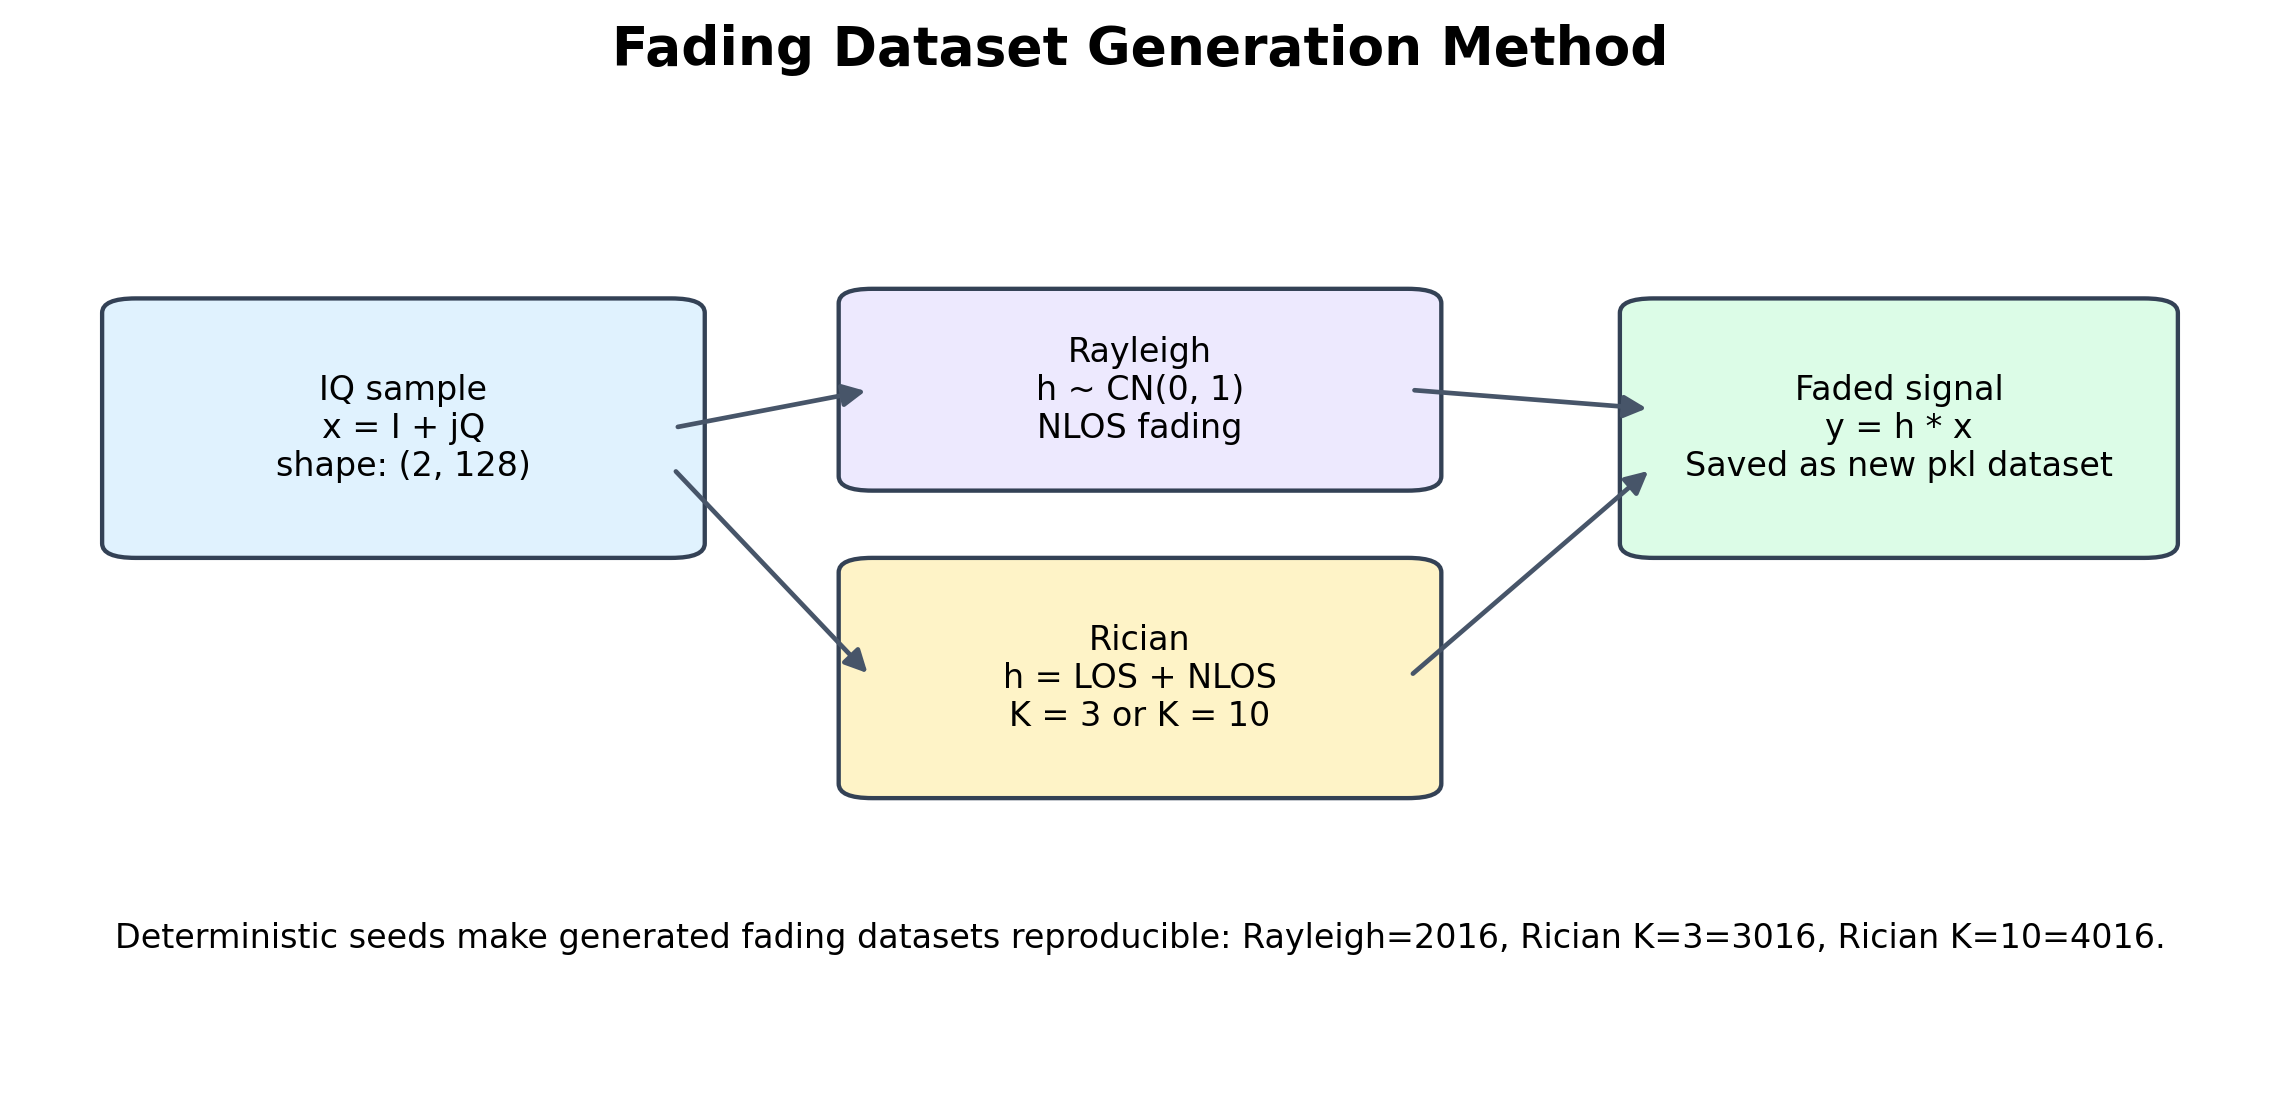 Fading Dataset Generation Method
IQ sample
x = I + jQ
shape: (2, 128)
Rayleigh
h ~ CN(0, 1)
NLOS fading
Rician
h = LOS + NLOS
K = 3 or K = 10
Faded signal
y = h * x
Saved as new pkl dataset
Deterministic seeds make generated fading datasets reproducible: Rayleigh=2016, Rician K=3=3016, Rician K=10=4016.